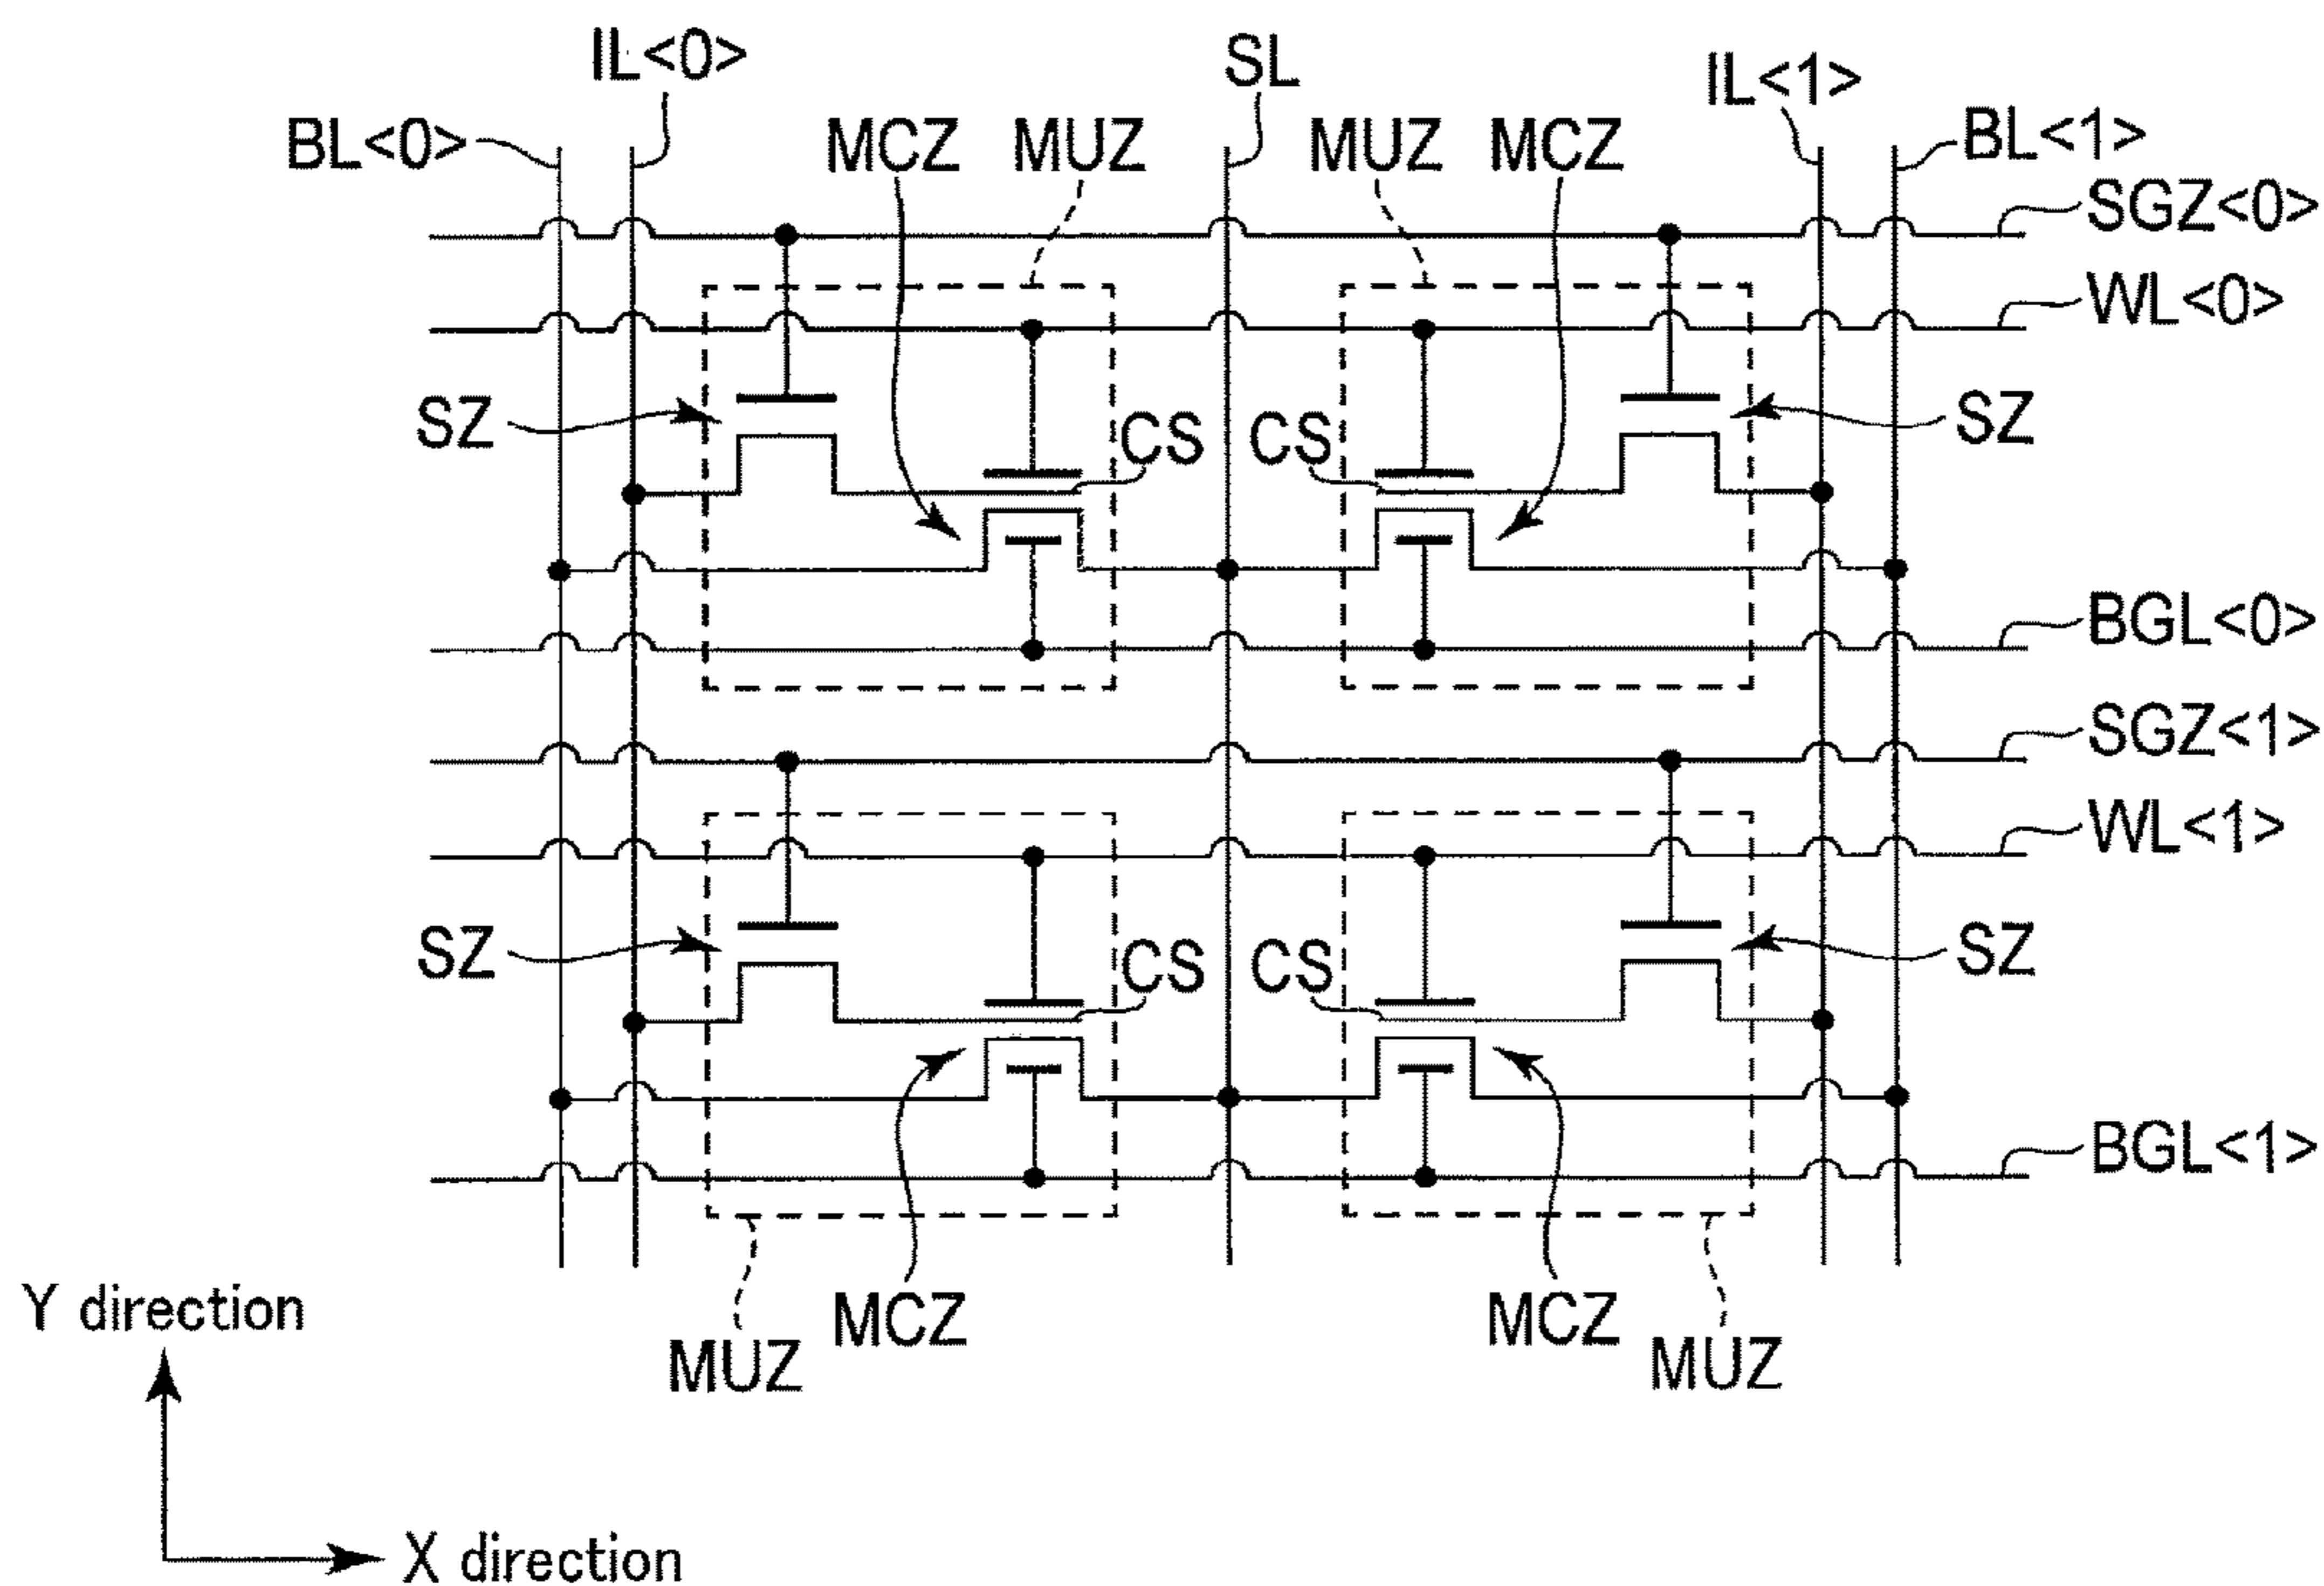 IL<0>
SL
IL<1>
BL<0>
MCZ
MUZ
MUZ
MCZ
BL<1>
SGZ<0>
WL<0>
SZ
CS
CS
SZ
BGL<0>
SGZ<1>
WL<1>
SZ
CS
CS
SZ
BGL<1>
MUZ
MCZ
MCZ
MUZ
Y direction
X direction